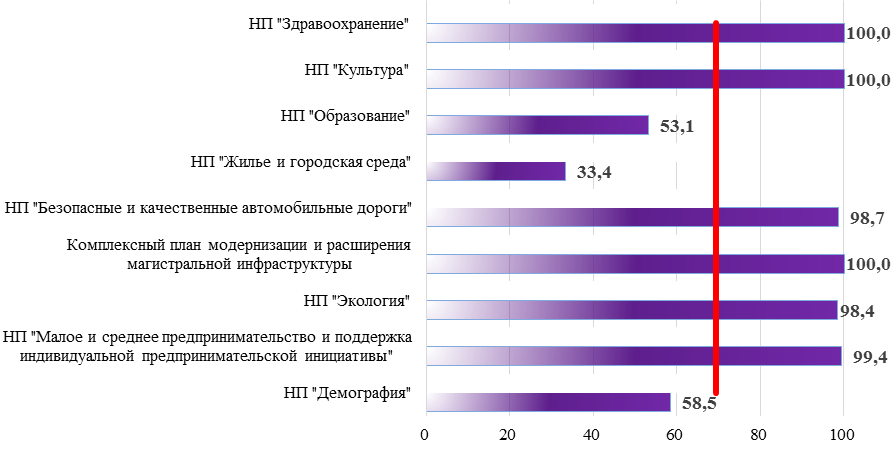 НП "Здравоохранение"
100,0
НП "Культура"
100,0
НП "Образование"
53,1
НП "Жилье и городская среда"
33,4
НП "Безопасные и качественные автомобильные дороги"
98,7
Комплексный план модернизации и расширения
магистральной инфраструктуры
100,0
НП "Экология"
98,4
НП "Малое и среднее предпринимательство и поддержка
индивидуальной предпринимательской инициативы"
99,4
НП "Демография"
58,5
0 20 40 60 80 100